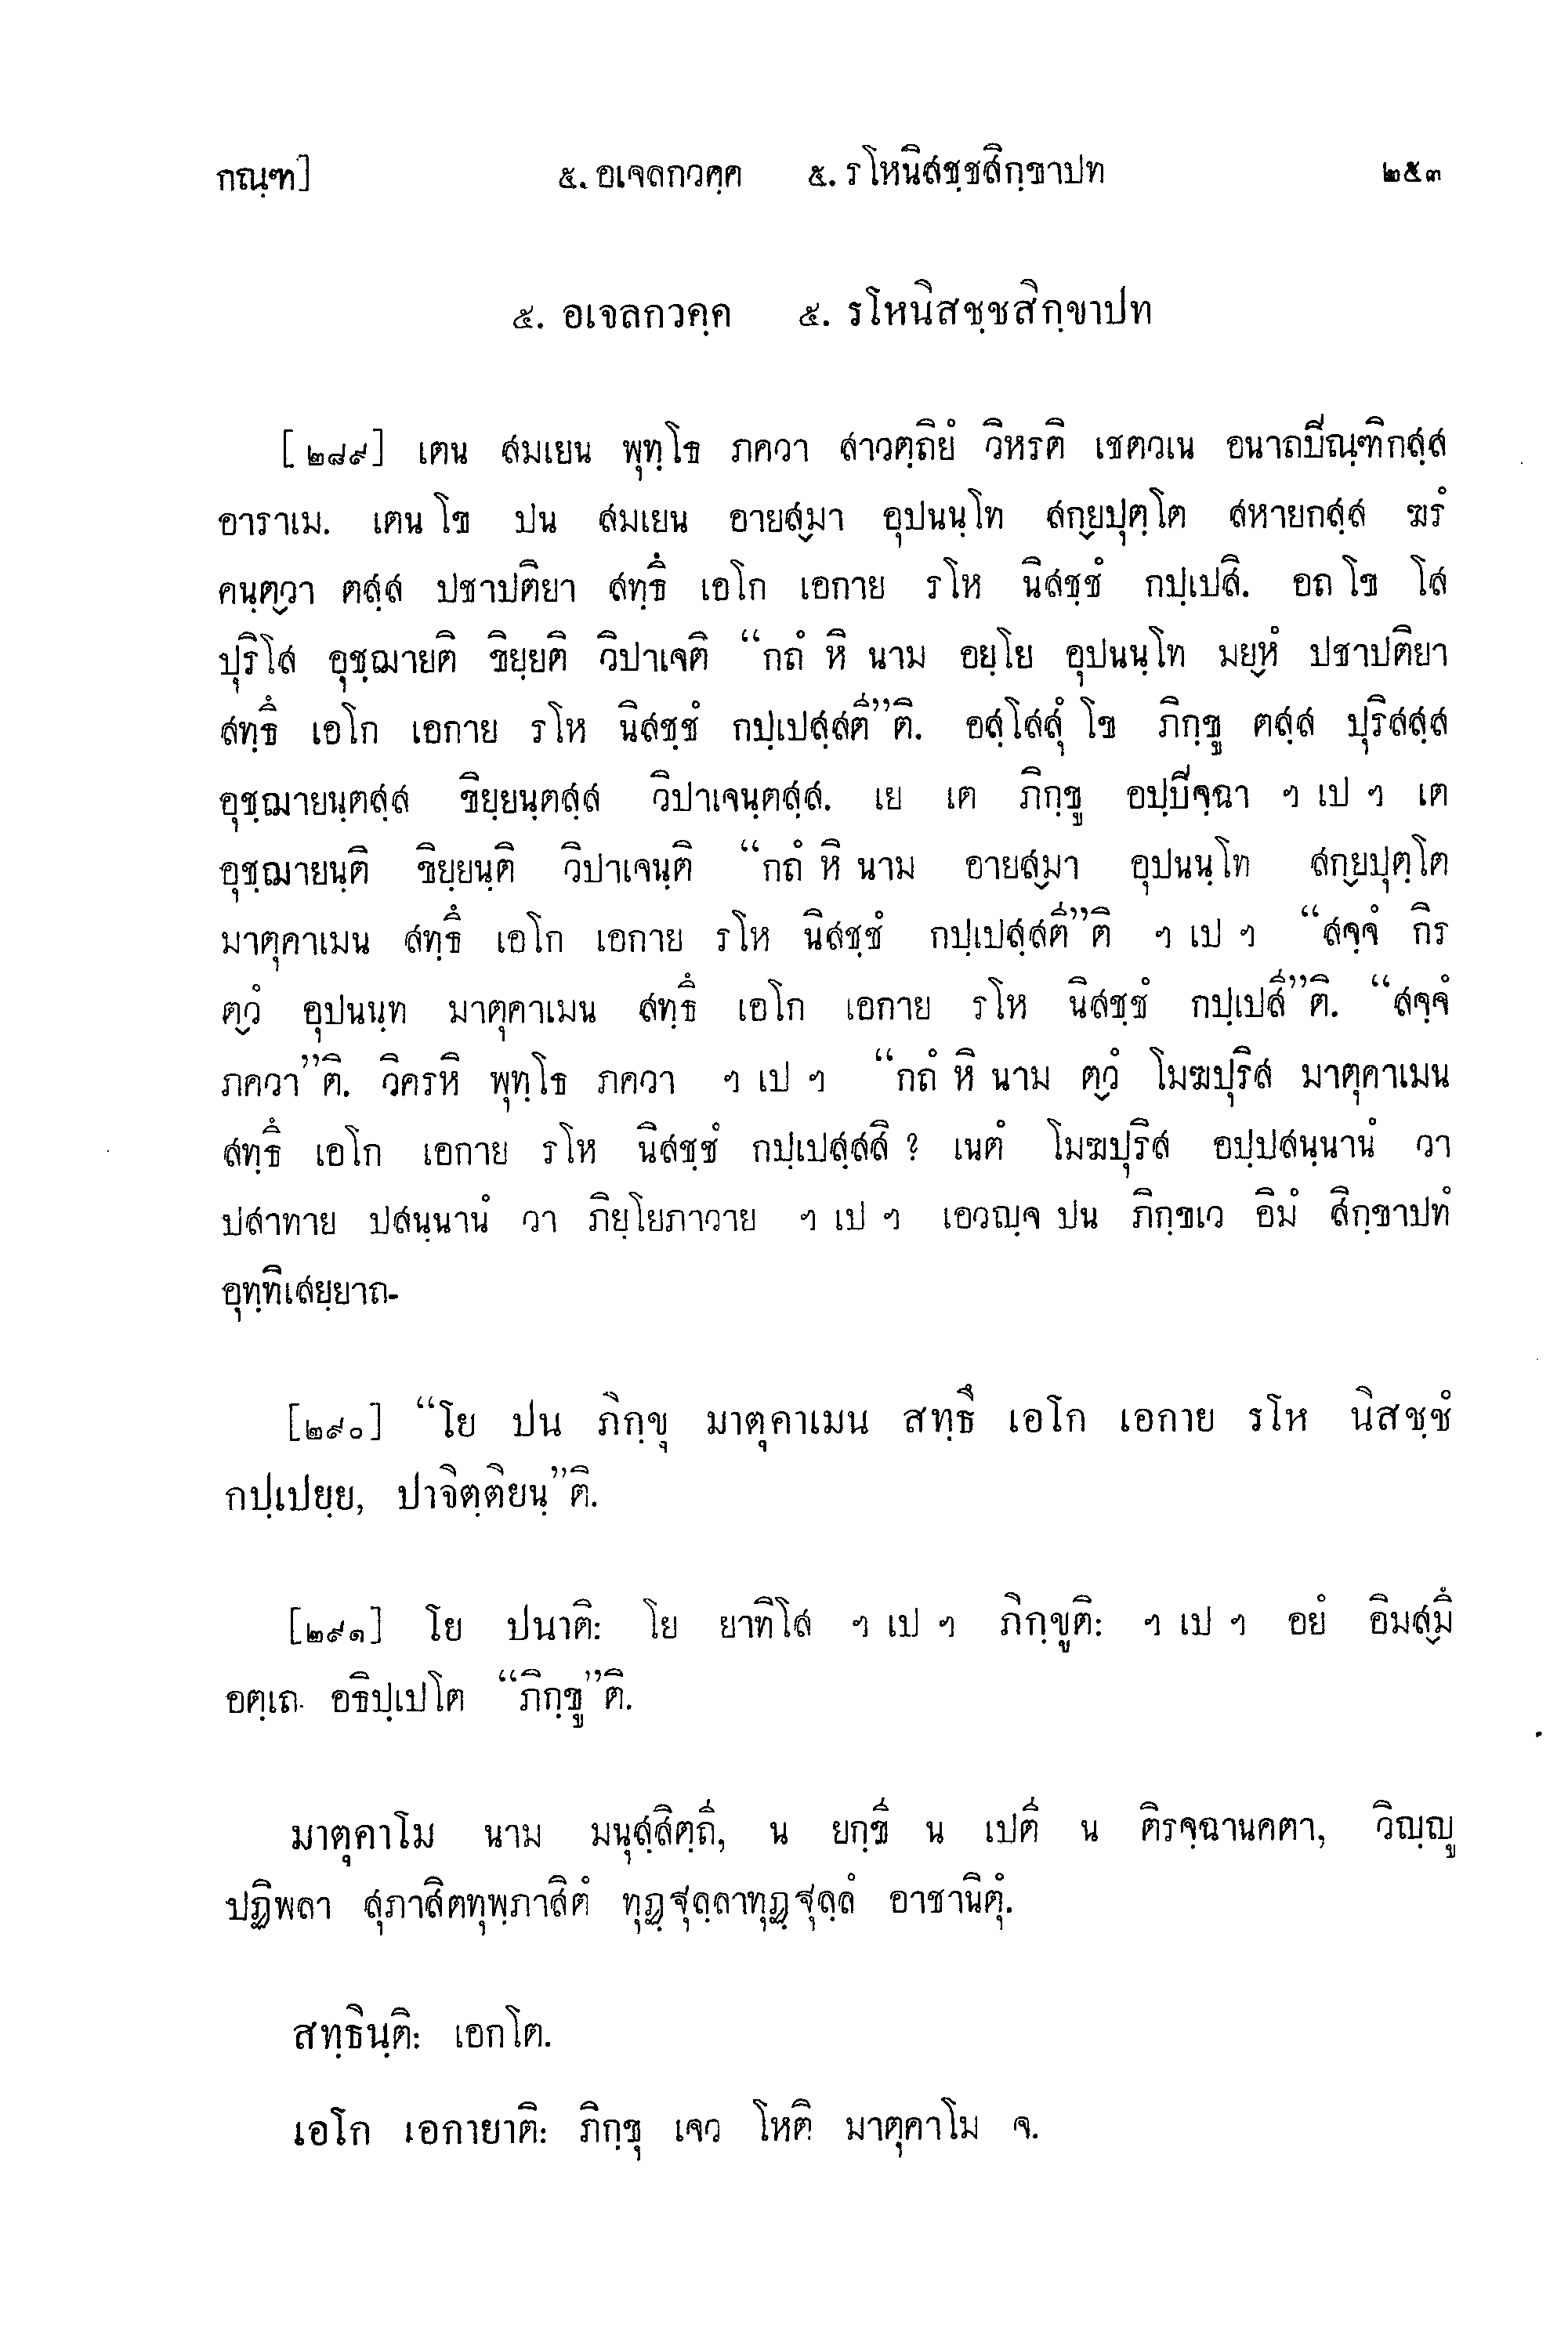 กณฺฑ] ๕. อเจลกวคฺค ๕. รโหนิสชฺชสิกฺขาปท ๒๕๓
๕. อเจลกวคฺค ๕. รโหนิสชฺชสิกฺขาปท
[๒๘๙] เตน สมเยน พุทฺโธ ภควา สาวตฺถิยํ วิหรติ เชตวเน อนาถปิณฺฑิกสฺส
อาราเม. เตน โข ปน สมเยน อายสฺมา อุปนนฺโท สกฺยปุตฺโต สหายกสฺส ฆรํ
คนฺตฺวา ตสฺส ปชาปติยา สทฺธึ เอโก เอกาย รโห นิสชฺชํ กปฺเปสิ. อถ โข โส
ปุริโส อุชฺฌายติ ขิยฺยติ วิปาเจติ “กถํ หิ นาม อยฺโย อุปนนฺโท มยฺหํ ปชาปติยา
สทฺธึ เอโก เอกาย รโห นิสชฺชํ กปฺเปสฺสตี”ติ. อสฺโสสุํ โข ภิกฺขู ตสฺส ปุริสสฺส
อุชฺฌายนฺตสฺส ขิยฺยนฺตสฺส วิปาเจนฺตสฺส. เย เต ภิกฺขู อปฺปิจฺฉา ฯ เป ฯ เต
อุชฺฌายนฺติ ขิยฺยนฺติ วิปาเจนฺติ “กถํ หิ นาม อายสฺมา อุปนนฺโท สกฺยปุตฺโต
มาตุคาเมน สทฺธึ เอโก เอกาย รโห นิสชฺชํ กปฺเปสฺสตี”ติ ฯ เป ฯ “สจฺจํ กิร
ตฺวํ อุปนนฺท มาตุคาเมน สทฺธึ เอโก เอกาย รโห นิสชฺชํ กปฺเปสี”ติ. “สจฺจํ
ภควา”ติ. วิครหิ พุทฺโธ ภควา ฯ เป ฯ “กถํ หิ นาม ตฺวํ โมฆปุริส มาตุคาเมน
สทฺธึ เอโก เอกาย รโห นิสชฺชํ กปฺเปสฺสสิ ? เนตํ โมฆปุริส อปฺปสนฺนานํ วา
ปสาทาย ปสนฺนานํ วา ภิยฺโยภาวาย ฯ เป ฯ เอวญฺจ ปน ภิกฺขเว อิมํ สิกฺขาปทํ
อุทฺทิเสยฺยาถ-
[๒๙๐] “โย ปน ภิกฺขุ มาตุคาเมน สทฺธึ เอโก เอกาย รโห นิสชฺชํ
กปฺเปยฺย, ปาจิตฺติยนฺ”ติ.
[๒๙๑] โย ปนาติ: โย ยาทิโส ฯ เป ฯ ภิกฺขูติ: ฯ เป ฯ อยํ อิมสฺมึ
อตฺเถ อธิปฺเปโต “ภิกฺขู”ติ.
มาตุคาโม นาม มนุสฺสิตฺถี, น ยกฺขี น เปตี น ติรจฺฉานคตา, วิญฺญู
ปฏิพลา สุภาสิตทุพฺภาสิตํ ทุฏฺฐุลฺลาทุฏฺฐุลฺลํ อาชานิตุํ.
สทฺธินฺติ: เอกโต.
เอโก เอกายาติ: ภิกฺขุ เจว โหติ มาตุคาโม จ.